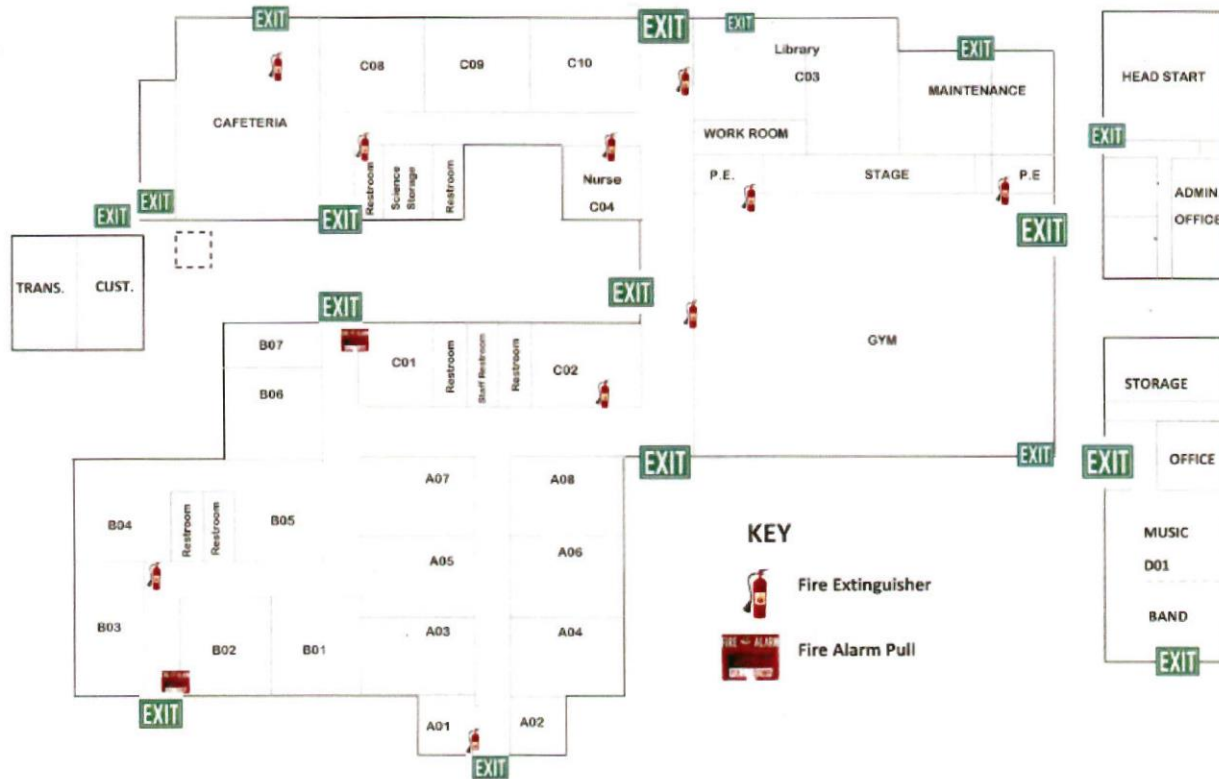 EXIT
EXIT
EXIT
EXIT
Library
C03
C08
C09
C10
HEAD START
MAINTENANCE
CAFETERIA
WORK ROOM
EXIT
Restroom
Science
Storage
Restroom
Nurse
C04
P.E.
STAGE
P.E
ADMIN
OFFICE
EXIT
EXIT
EXIT
EXIT
TRANS.
CUST.
EXIT
EXIT
B07
C01
Restroom
Staff Restroom
Restroom
C02
GYM
B06
STORAGE
EXIT
EXIT
EXIT
OFFICE
A07
A08
B04
Restroom
Restroom
B05
KEY
MUSIC
D01
A05
A06
Fire Extinguisher
B03
B02
B01
A03
A04
BAND
FIRE ALARM
Fire Alarm Pull
EXIT
EXIT
A01
A02
EXIT